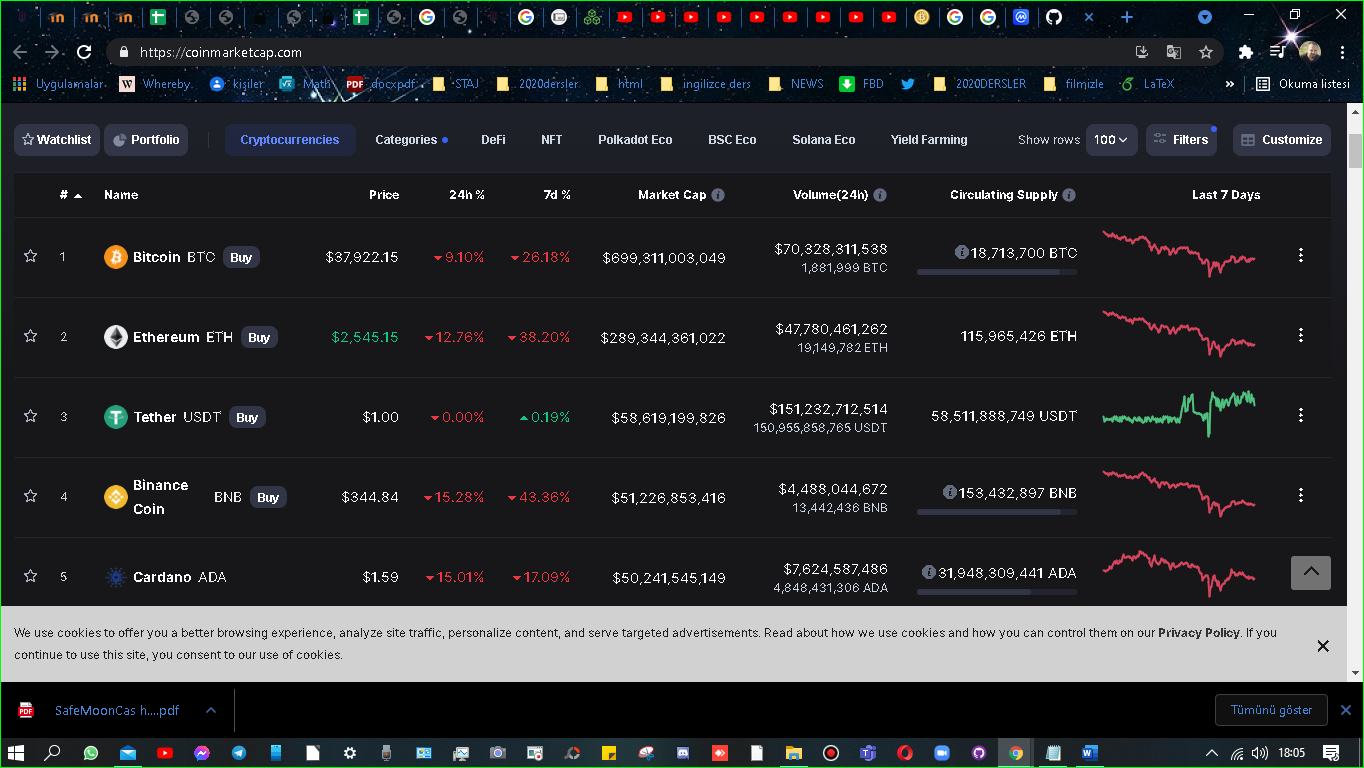 https://coinmarketcap.com
Uygulamalar Whereby. kişiler Math docxpdf STAJ 2020dersler html ingilizce ders NEWS FBD 2020DERSLER filmizle LaTeX » Okuma listesi
Watchlist Portfolio Cryptocurrencies Categories DeFi NFT Polkadot Eco BSC Eco Solana Eco Yield Farming Show rows 100 Filters Customize
# Name Price 24h % 7d % Market Cap Volume(24h) Circulating Supply Last 7 Days
1 Bitcoin BTC Buy $37,922.15 9.10% 26.18% $699,311,003,049 $70,328,311,538 18,713,700 BTC
1,881,999 BTC
2 Ethereum ETH Buy $2,545.15 12.76% 38.20% $289,344,361,022 $47,780,461,262 115,965,426 ETH
19,149,782 ETH
3 Tether USDT Buy $1.00 0.00% 0.19% $58,619,199,826 $151,232,712,514 58,511,888,749 USDT
150,955,858,765 USDT
4 Binance Coin BNB Buy $344.84 15.28% 43.36% $51,226,853,416 $4,488,044,672 153,432,897 BNB
13,442,436 BNB
5 Cardano ADA $1.59 15.01% 17.09% $50,241,545,149 $7,624,587,486 31,948,309,441 ADA
4,848,431,306 ADA
We use cookies to offer you a better browsing experience, analyze site traffic, personalize content, and serve targeted advertisements. Read about how we use cookies and how you can control them on our Privacy Policy. If you
continue to use this site, you consent to our use of cookies.
SafeMoonCas h....pdf Tümünü göster
18:05